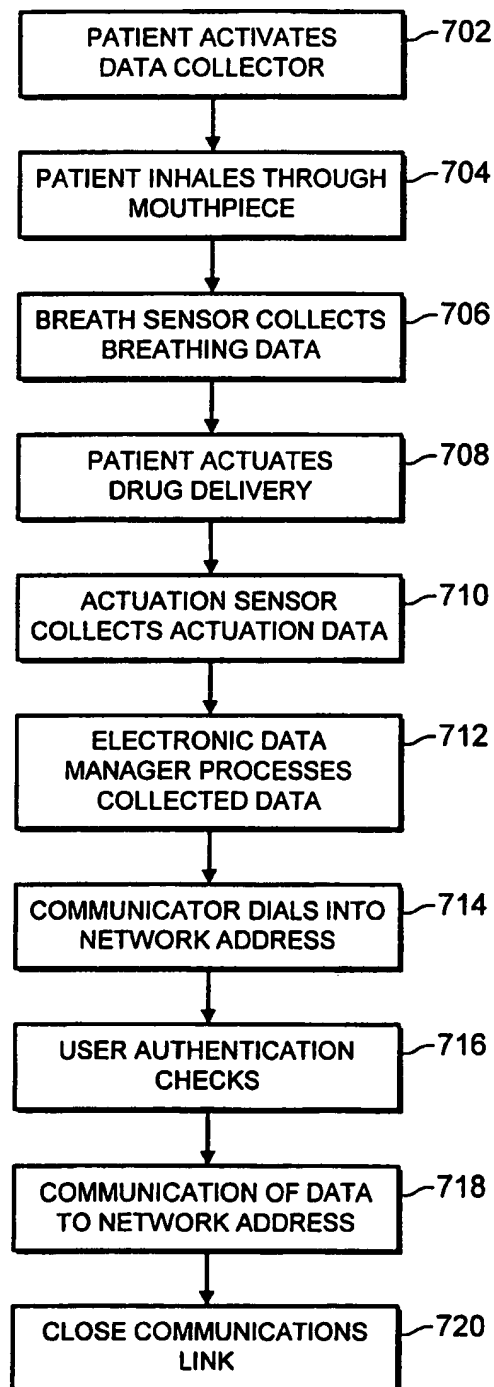 PATIENT ACTIVATES
DATA COLLECTOR
702
PATIENT INHALES THROUGH
MOUTHPIECE
704
BREATH SENSOR COLLECTS
BREATHING DATA
706
PATIENT ACTUATES
DRUG DELIVERY
708
ACTUATION SENSOR
COLLECTS ACTUATION DATA
710
ELECTRONIC DATA
MANAGER PROCESSES
COLLECTED DATA
712
COMMUNICATOR DIALS INTO
NETWORK ADDRESS
714
USER AUTHENTICATION
CHECKS
716
COMMUNICATION OF DATA
TO NETWORK ADDRESS
718
CLOSE COMMUNICATIONS
LINK
720